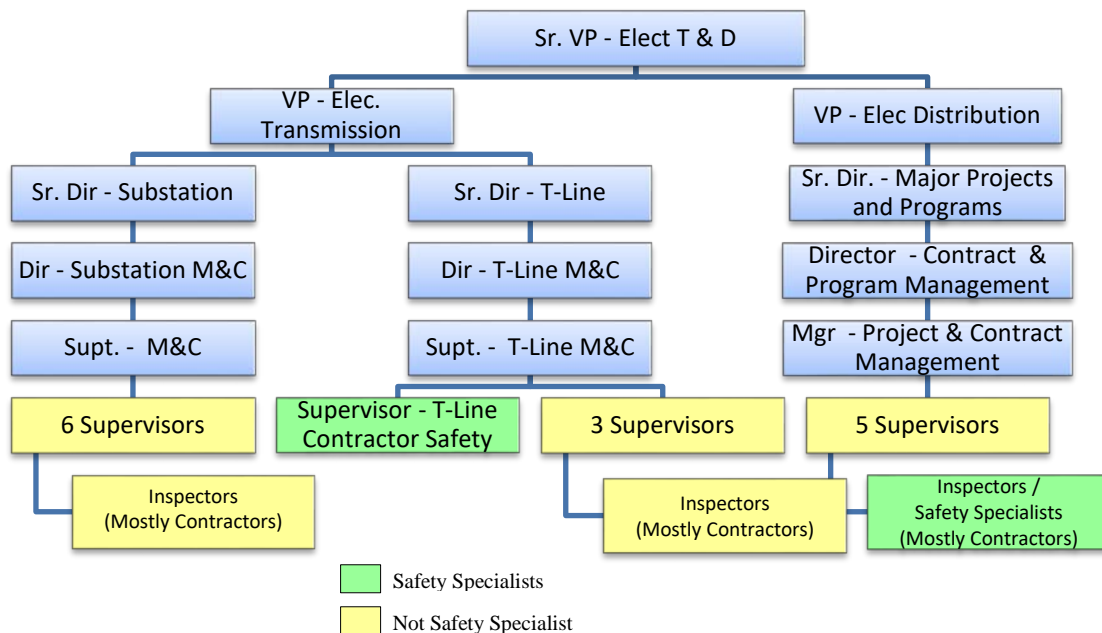 Sr. VP - Elect T & D
VP - Elec.
Transmission
VP - Elec Distribution
Sr. Dir - Substation
Sr. Dir - T-Line
Sr. Dir. - Major Projects
and Programs
Dir - Substation M&C
Dir - T-Line M&C
Director - Contract &
Program Management
Supt. - M&C
Supt. - T-Line M&C
Mgr - Project & Contract
Management
6 Supervisors
Supervisor - T-Line
Contractor Safety
3 Supervisors
5 Supervisors
Inspectors
(Mostly Contractors)
Inspectors
(Mostly Contractors)
Inspectors /
Safety Specialists
(Mostly Contractors)
Safety Specialists
Not Safety Specialist